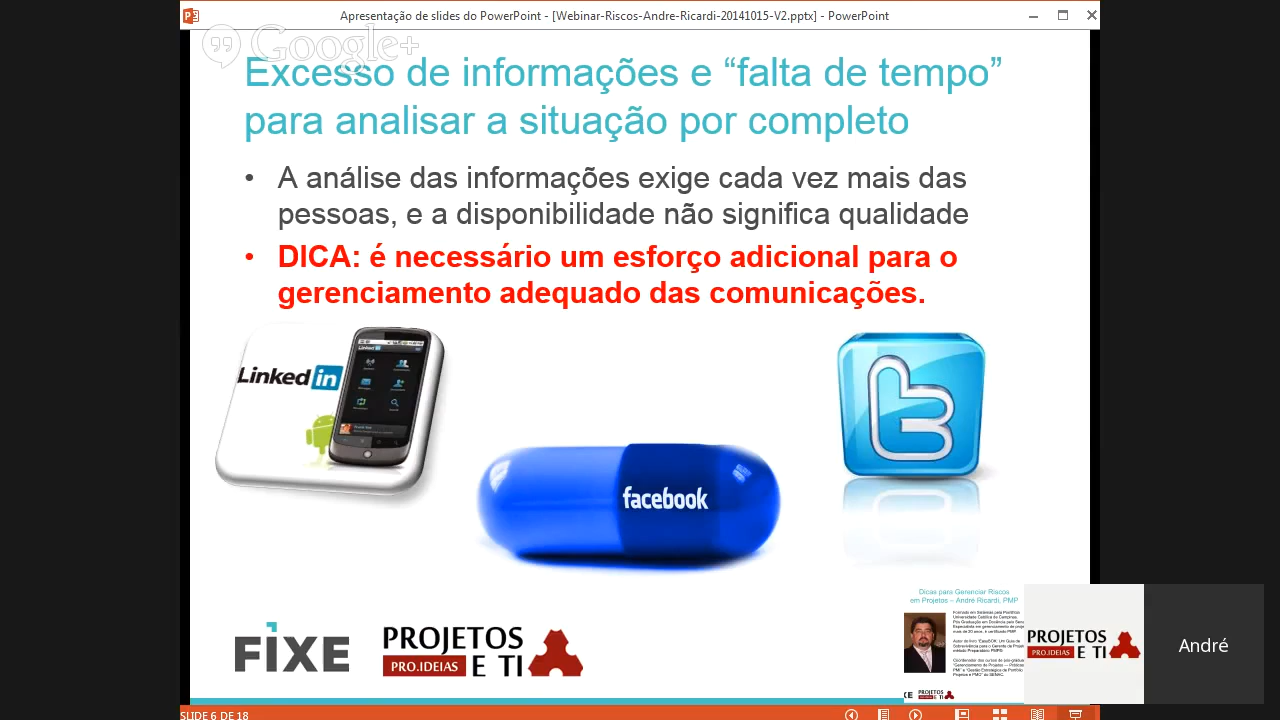 Apresentação de slides do PowerPoint - [Webinar-Riscos-Andre-Ricardi-20141015-V2.pptx] - PowerPoint
Google+
Excesso de informações e “falta de tempo”
para analisar a situação por completo
• A análise das informações exige cada vez mais das
pessoas, e a disponibilidade não significa qualidade
• DICA: é necessário um esforço adicional para o
gerenciamento adequado das comunicações.
Linked in
facebook
FIXE
PROJETOS
PRO.IDEIAS E TI
Dicas para Gerenciar Riscos
em Projetos – André Ricardi, PMP
PROJETOS
PRO.IDEIAS E TI
André
SLIDE 6 DE 18